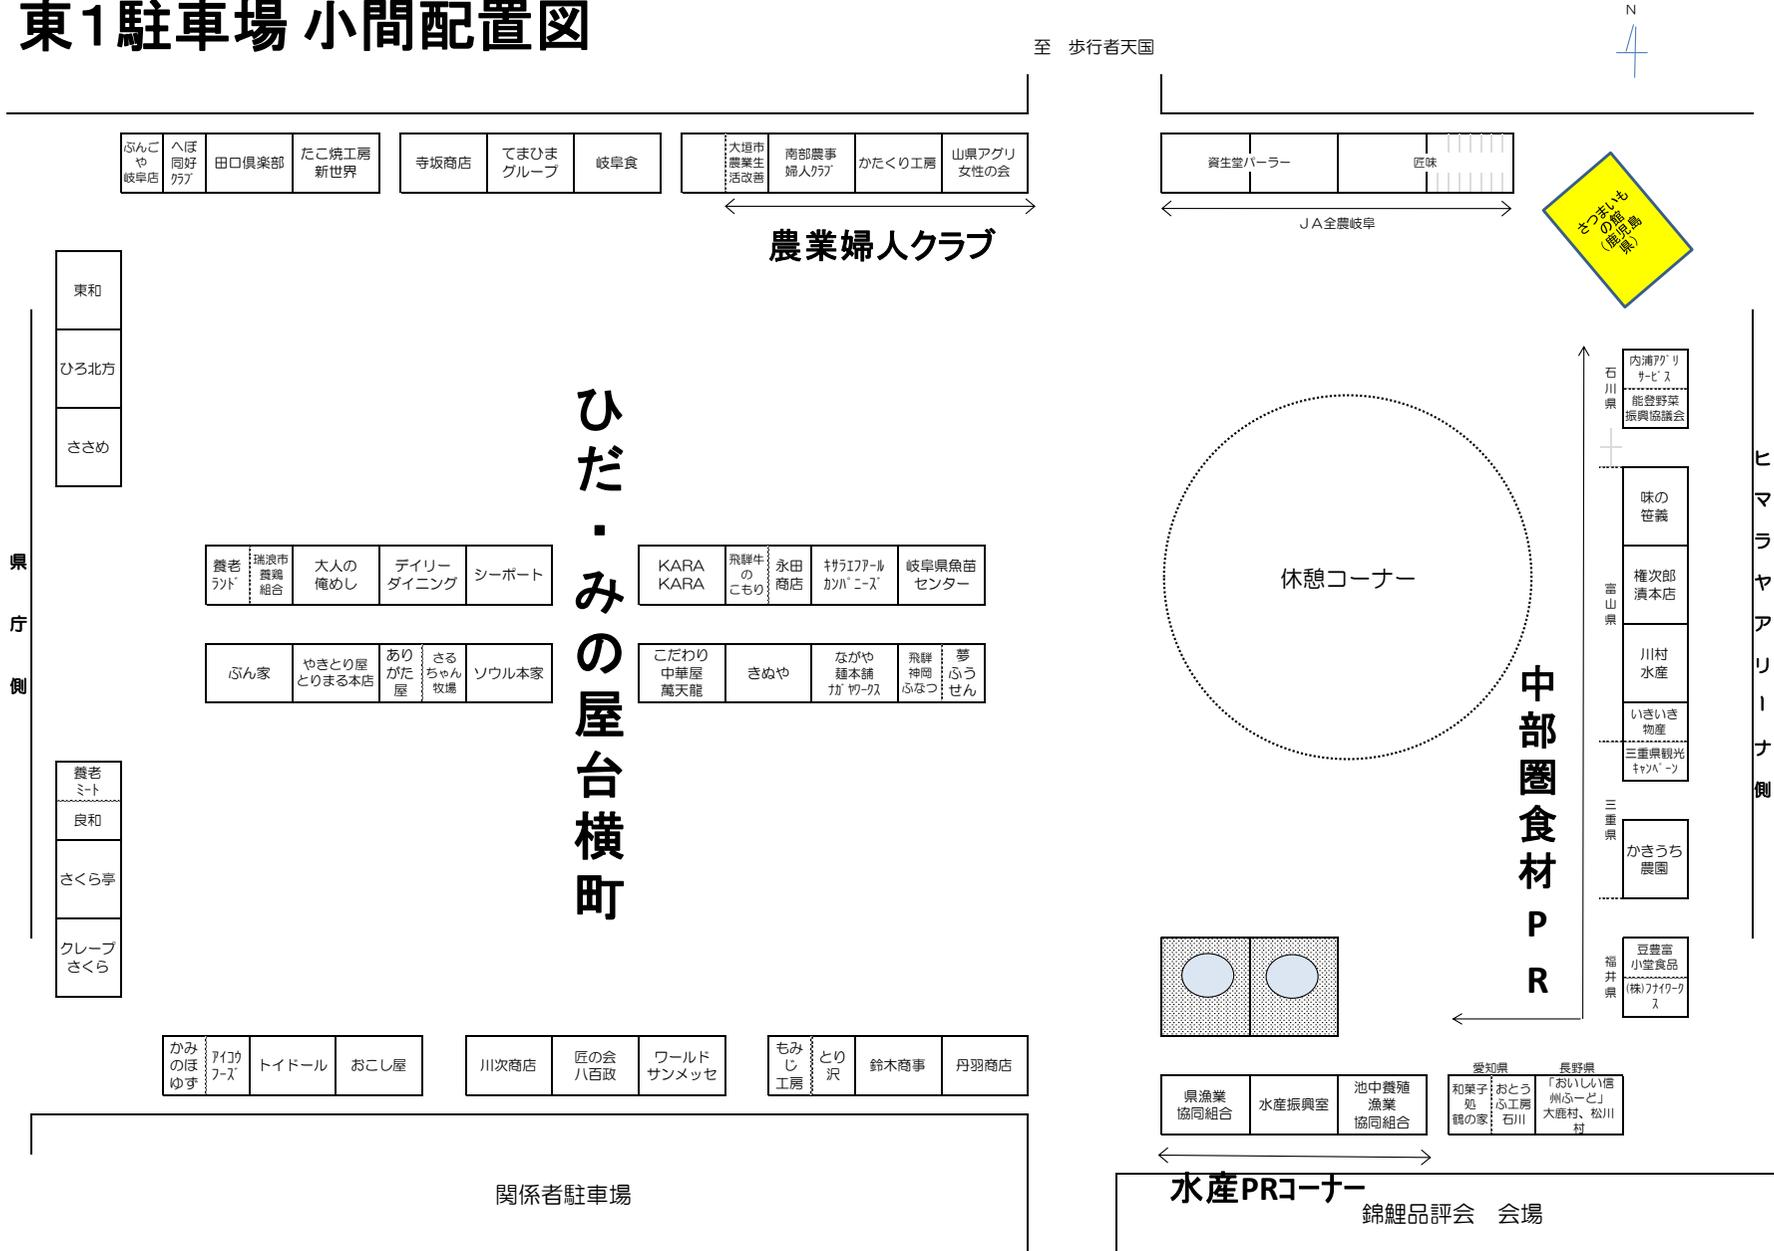 東1駐車場 小間配置図
N
至　歩行者天国
ぶんご
や
岐阜店
へぼ
同好
ｸﾗﾌﾞ
田口倶楽部
たこ焼工房
新世界
寺坂商店
てまひま
グループ
岐阜食
大垣市
農業生
活改善
南部農事
婦人ｸﾗﾌﾞ
かたくり工房
山県アグリ
女性の会
資生堂パーラー
匠味
農業婦人クラブ
ＪＡ全農岐阜
さつまいも
の館
（鹿児島
県）
東和
ひろ北方
ささめ
県庁側
ひだ・みの屋台横町
養老
ﾗﾝﾄﾞ
瑞浪市
養鶏
組合
大人の
俺めし
デイリー
ダイニング
シーポート
KARA
KARA
飛騨牛
の
こもり
永田
商店
ｷｻﾗｴﾌｱｰﾙ
ｶﾝﾊﾟﾆｰｽﾞ
岐阜県魚苗
センター
ぶん家
やきとり屋
とりまる本店
あり
がた
屋
さる
ちゃん
牧場
ソウル本家
こだわり
中華屋
萬天龍
きぬや
ながや
麺本舗
ﾅｶﾞﾔﾜｰｸｽ
飛騨
神岡
ふなつ
夢
ふう
せん
休憩コーナー
石川県
内浦ｱｸﾞﾘ
ｻｰﾋﾞｽ
能登野菜
振興協議会
富山県
味の
笹義
権次郎
漬本店
川村
水産
いきいき
物産
三重県観光
ｷｬﾝﾍﾟｰﾝ
三重県
かきうち
農園
福井県
豆豊富
小堂食品
(株)ﾌﾅｲﾜｰｸ
ｽ
ヒマラヤアリーナ側
中部圏食材PR
養老
ﾐｰﾄ
良和
さくら亭
クレープ
さくら
かみ
のほ
ゆず
ｱｲｺｳ
ﾌｰｽﾞ
トイドール
おこし屋
川次商店
匠の会
八百政
ワールド
サンメッセ
もみ
じ
工房
とり
沢
鈴木商事
丹羽商店
県漁業
協同組合
水産振興室
池中養殖
漁業
協同組合
愛知県
和菓子
処
鶴の家
おとう
ふ工房
石川
長野県
「おいしい信
州ふーど」
大鹿村、松川
村
水産PRコーナー
関係者駐車場
錦鯉品評会　会場